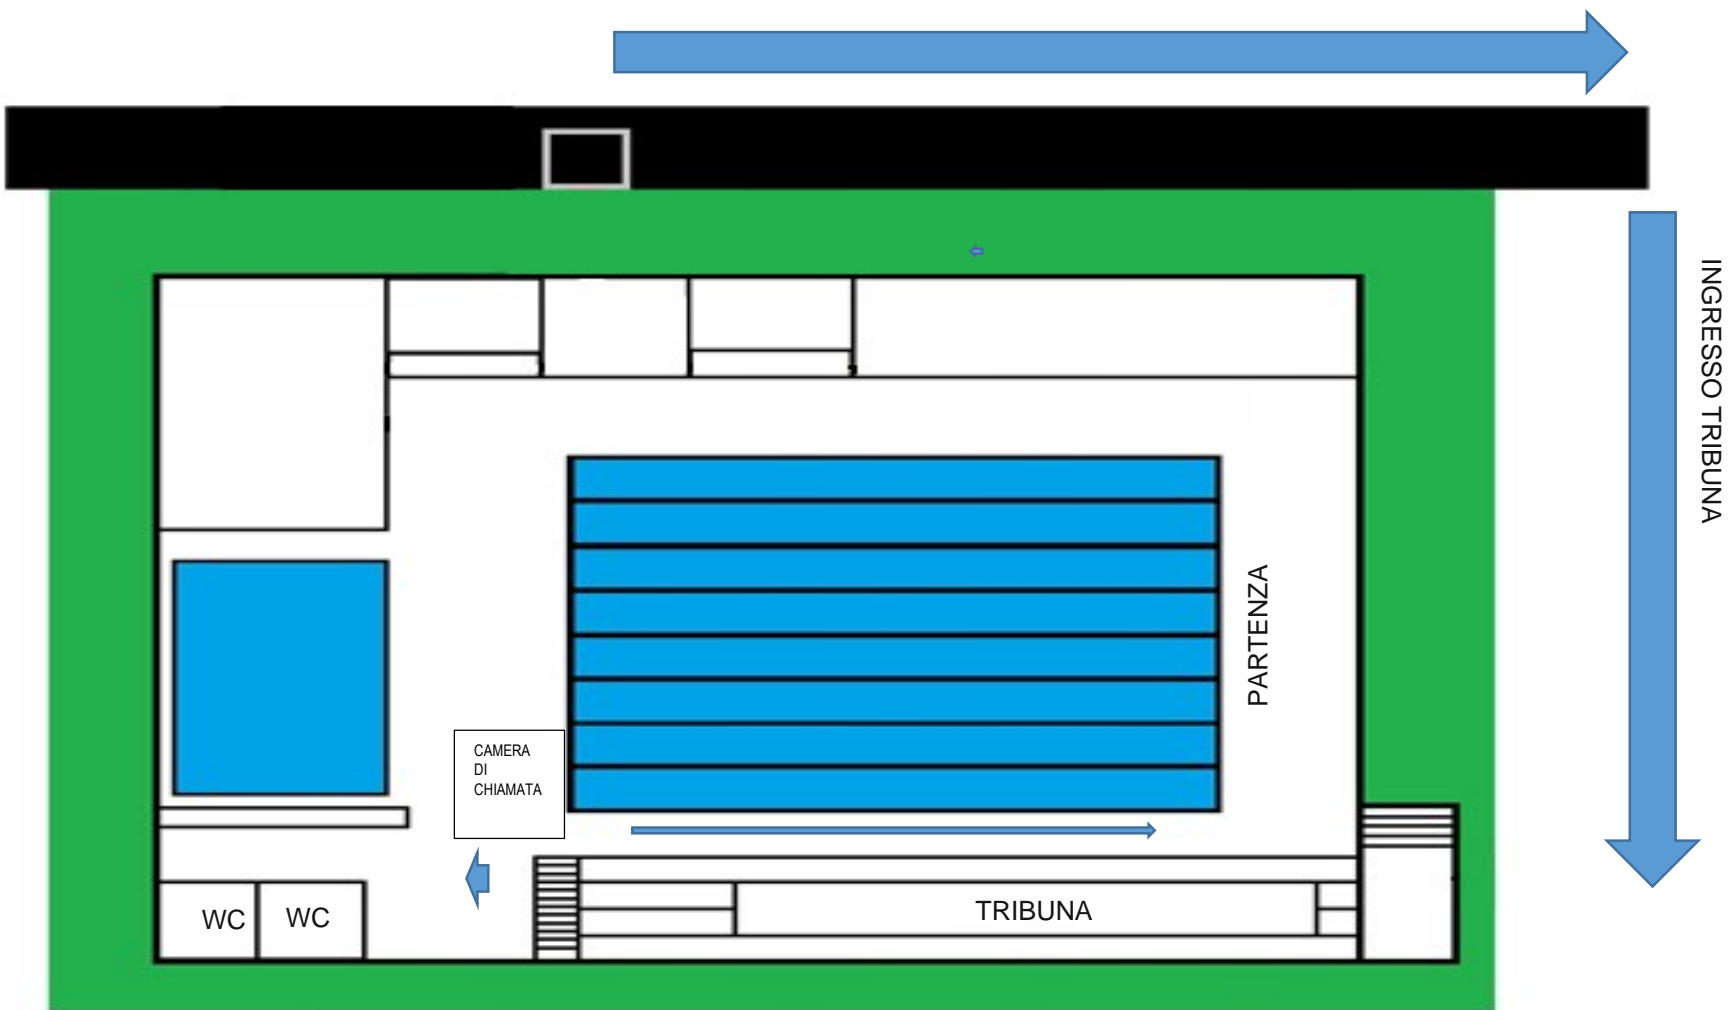 INGRESSO TRIBUNA
PARTENZA
CAMERA
DI
CHIAMATA
WC
WC
TRIBUNA